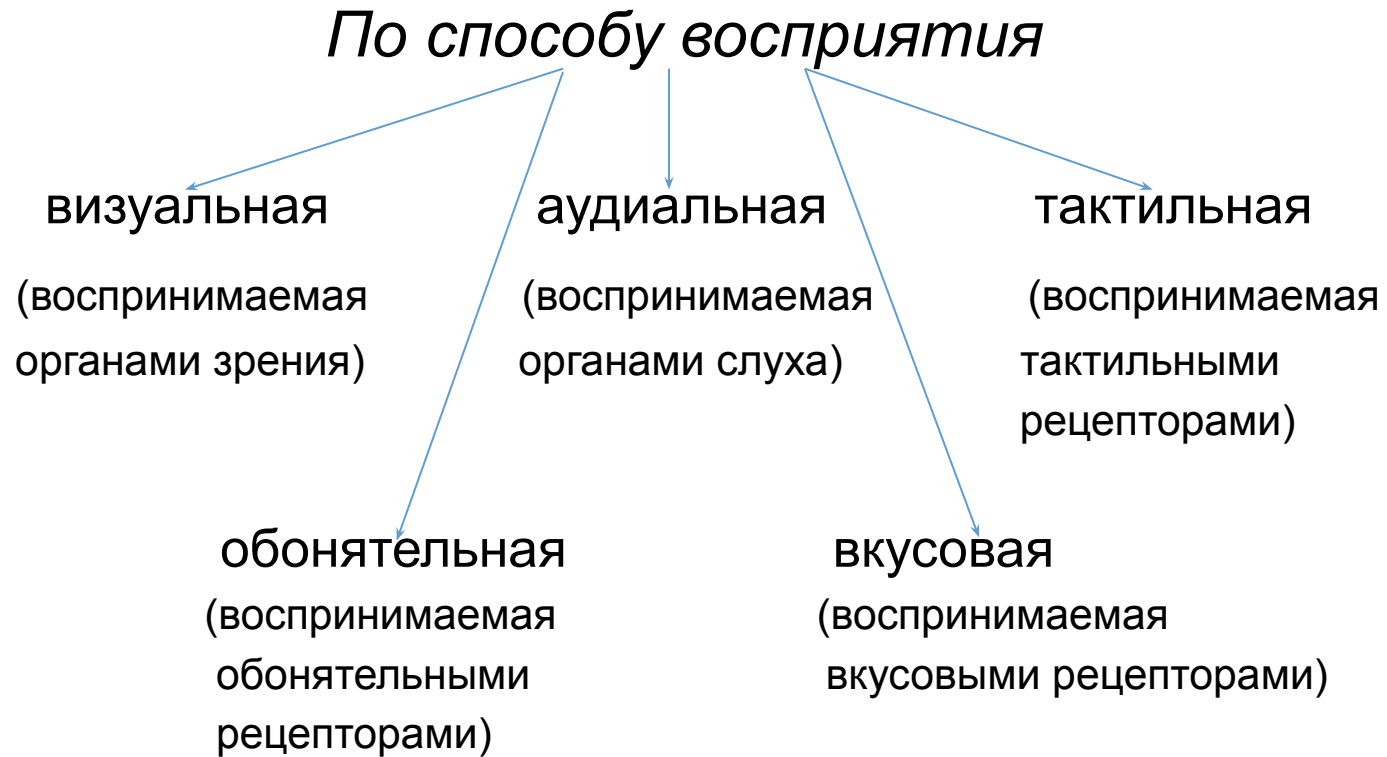 По способу восприятия
визуальная
(воспринимаемая
органами зрения)
аудиальная
(воспринимаемая
органами слуха)
тактильная
(воспринимаемая
тактильными
рецепторами)
обонятельная
(воспринимаемая
обонятельными
рецепторами)
вкусовая
(воспринимаемая
вкусовыми рецепторами)